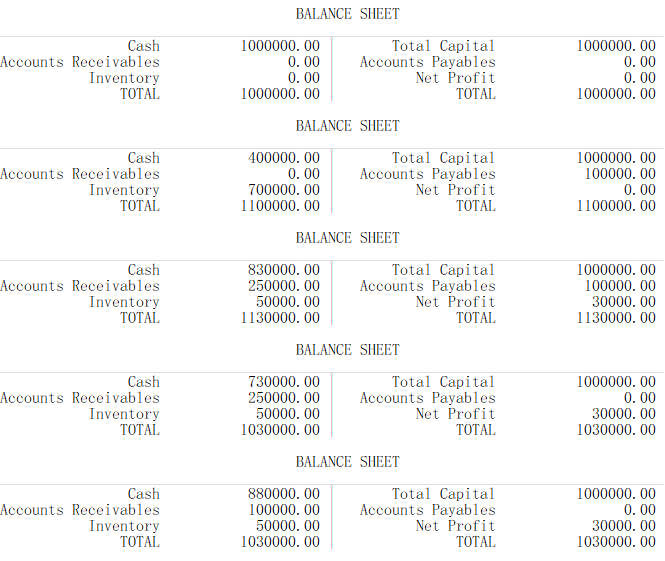 BALANCE SHEET
Cash 1000000.00 Total Capital 1000000.00
Accounts Receivables 0.00 Accounts Payables 0.00
Inventory 0.00 Net Profit 0.00
TOTAL 1000000.00 TOTAL 1000000.00
BALANCE SHEET
Cash 400000.00 Total Capital 1000000.00
Accounts Receivables 0.00 Accounts Payables 100000.00
Inventory 700000.00 Net Profit 0.00
TOTAL 1100000.00 TOTAL 1100000.00
BALANCE SHEET
Cash 830000.00 Total Capital 1000000.00
Accounts Receivables 250000.00 Accounts Payables 100000.00
Inventory 50000.00 Net Profit 30000.00
TOTAL 1130000.00 TOTAL 1130000.00
BALANCE SHEET
Cash 730000.00 Total Capital 1000000.00
Accounts Receivables 250000.00 Accounts Payables 0.00
Inventory 50000.00 Net Profit 30000.00
TOTAL 1030000.00 TOTAL 1030000.00
BALANCE SHEET
Cash 880000.00 Total Capital 1000000.00
Accounts Receivables 100000.00 Accounts Payables 0.00
Inventory 50000.00 Net Profit 30000.00
TOTAL 1030000.00 TOTAL 1030000.00